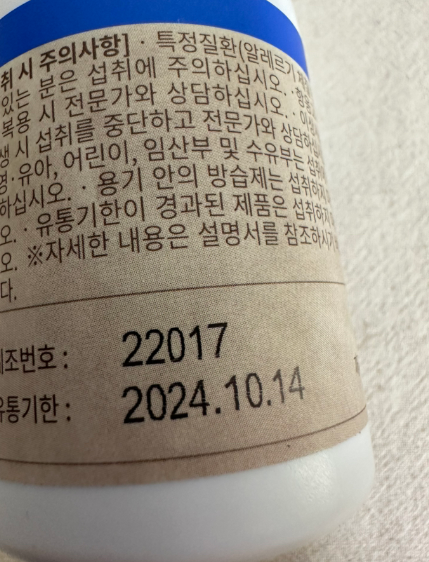 취 시 주의사항] · 특정질환(알레르기
있는 분은 섭취에 주의하십시오. ·
복용 시 전문가와 상담하십시오. ·
생 시 섭취를 중단하고 전문가와 상담하
· 유아, 어린이, 임산부 및 수유부는
하십시오. · 용기 안의 방습제는 섭취하지
오. · 유통기한이 경과된 제품은 섭취하지
오. ※자세한 내용은 설명서를 참조하시기
다.
조번호 : 22017
유통기한 : 2024.10.14